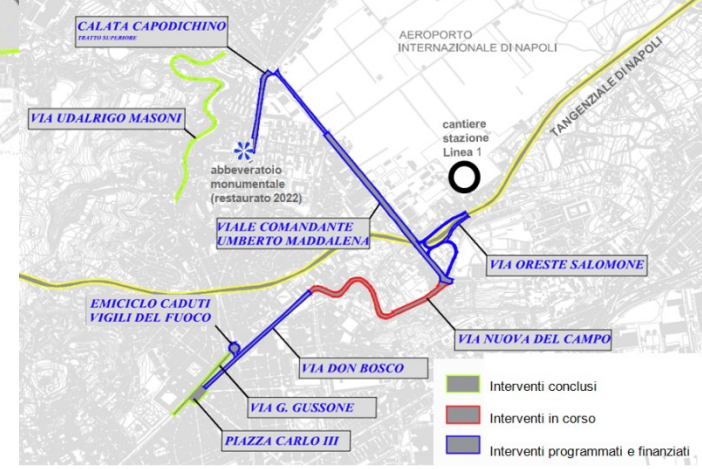 CALATA CAPODICHINO
TRATTO SUPERIORE
AEROPORTO
INTERNAZIONALE DI NAPOLI
TANGENZIALE DI NAPOLI
VIA UDALRIGO MASONI
cantiere
stazione
Linea 1
abbeveratoio
monumentale
(restaurato 2022)
VIALE COMANDANTE
UMBERTO MADDALENA
VIA ORESTE SALOMONE
EMICICLO CADUTI
VIGILI DEL FUOCO
VIA NUOVA DEL CAMPO
VIA DON BOSCO
VIA G. GUSSONE
PIAZZA CARLO III
Interventi conclusi
Interventi in corso
Interventi programmati e finanziati